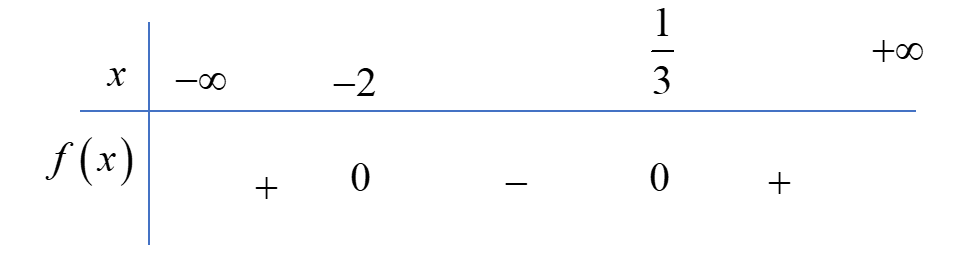 x −∞ −2 1/3 +∞
f(x) + 0 − 0 +